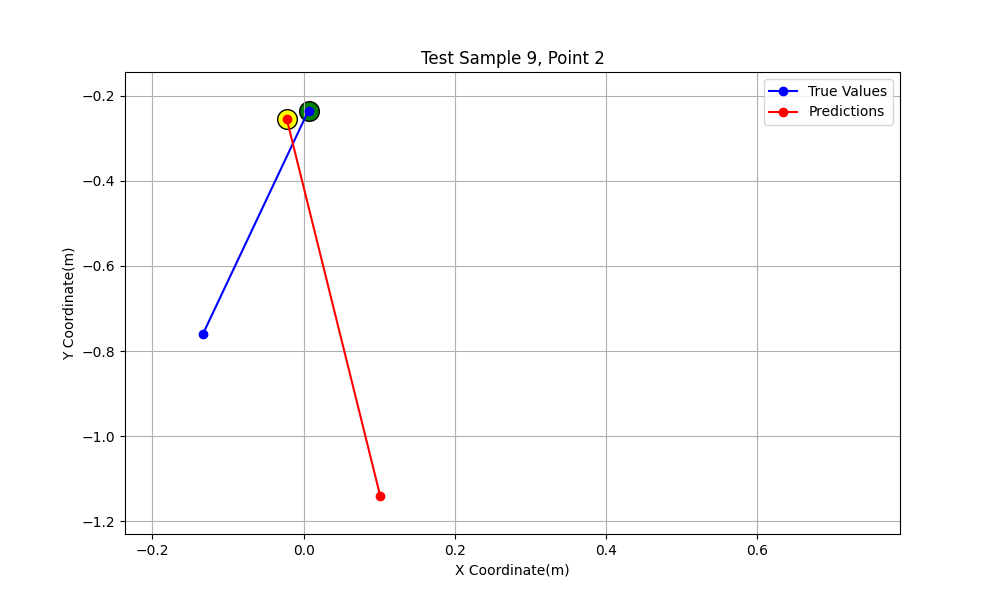 Test Sample 9, Point 2
True Values
Predictions
Y Coordinate(m)
−0.2
−0.4
−0.6
−0.8
−1.0
−1.2
−0.2 0.0 0.2 0.4 0.6
X Coordinate(m)